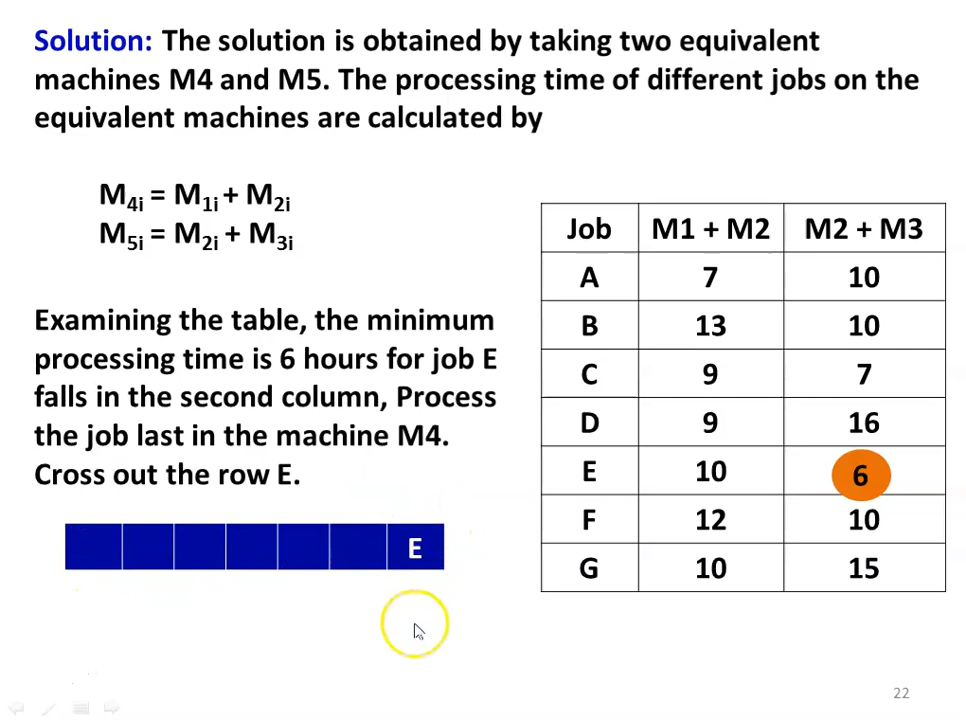 Solution: The solution is obtained by taking two equivalent
machines M4 and M5. The processing time of different jobs on the
equivalent machines are calculated by
M4i = M1i + M2i
M5i = M2i + M3i
Examining the table, the minimum
processing time is 6 hours for job E
falls in the second column, Process
the job last in the machine M4.
Cross out the row E.
E
Job M1 + M2 M2 + M3
A 7 10
B 13 10
C 9 7
D 9 16
E 10 6
F 12 10
G 10 15
22